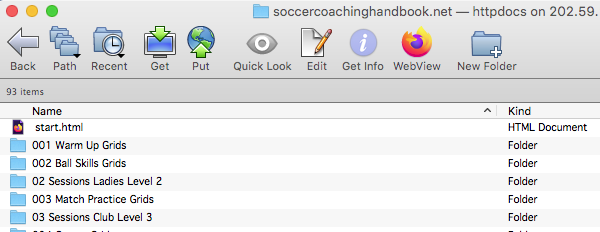 soccercoachinghandbook.net — httpdocs on 202.59.
Back Path Recent Get Put Quick Look Edit Get Info WebView New Folder
93 items
Name Kind
start.html HTML Document
001 Warm Up Grids Folder
002 Ball Skills Grids Folder
02 Sessions Ladies Level 2 Folder
003 Match Practice Grids Folder
03 Sessions Club Level 3 Folder